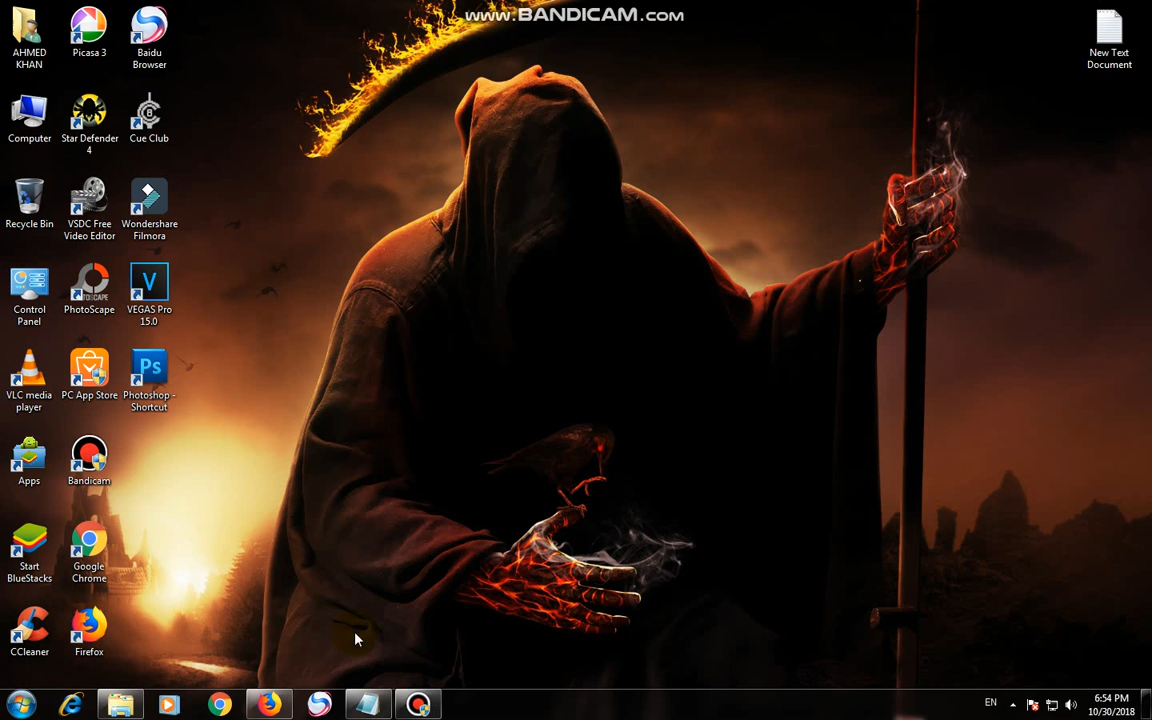 www.BANDICAM.com
AHMED
KHAN
Picasa 3
Baidu
Browser
New Text
Document
Computer
Star Defender
4
Cue Club
Recycle Bin
VSDC Free
Video Editor
Wondershare
Filmora
Control
Panel
PhotoScape
VEGAS Pro
15.0
VLC media
player
PC App Store
Photoshop -
Shortcut
Ps
V
Apps
Bandicam
Start
BlueStacks
Google
Chrome
CCleaner
Firefox
EN
6:54 PM
10/30/2018